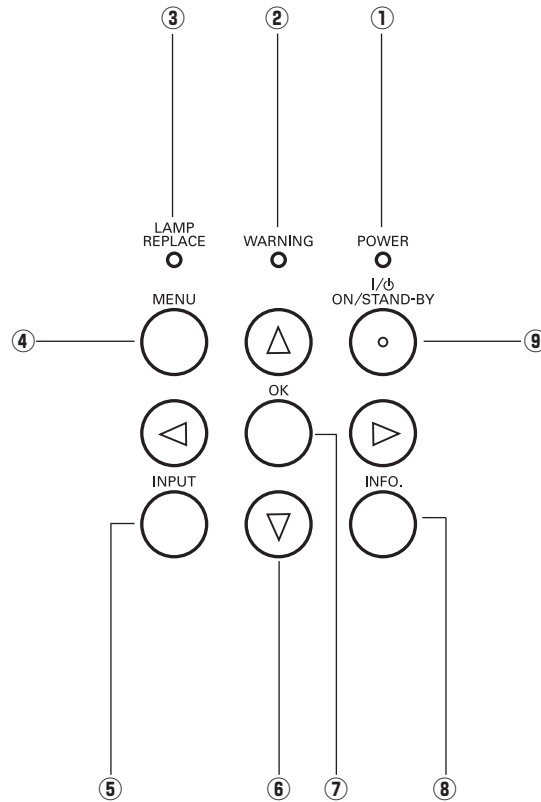 ③ ② ①
LAMP
REPLACE WARNING POWER
I/⏻
MENU ON/STAND-BY
④ ⑨
OK
INPUT INFO.
⑤ ⑥ ⑦ ⑧